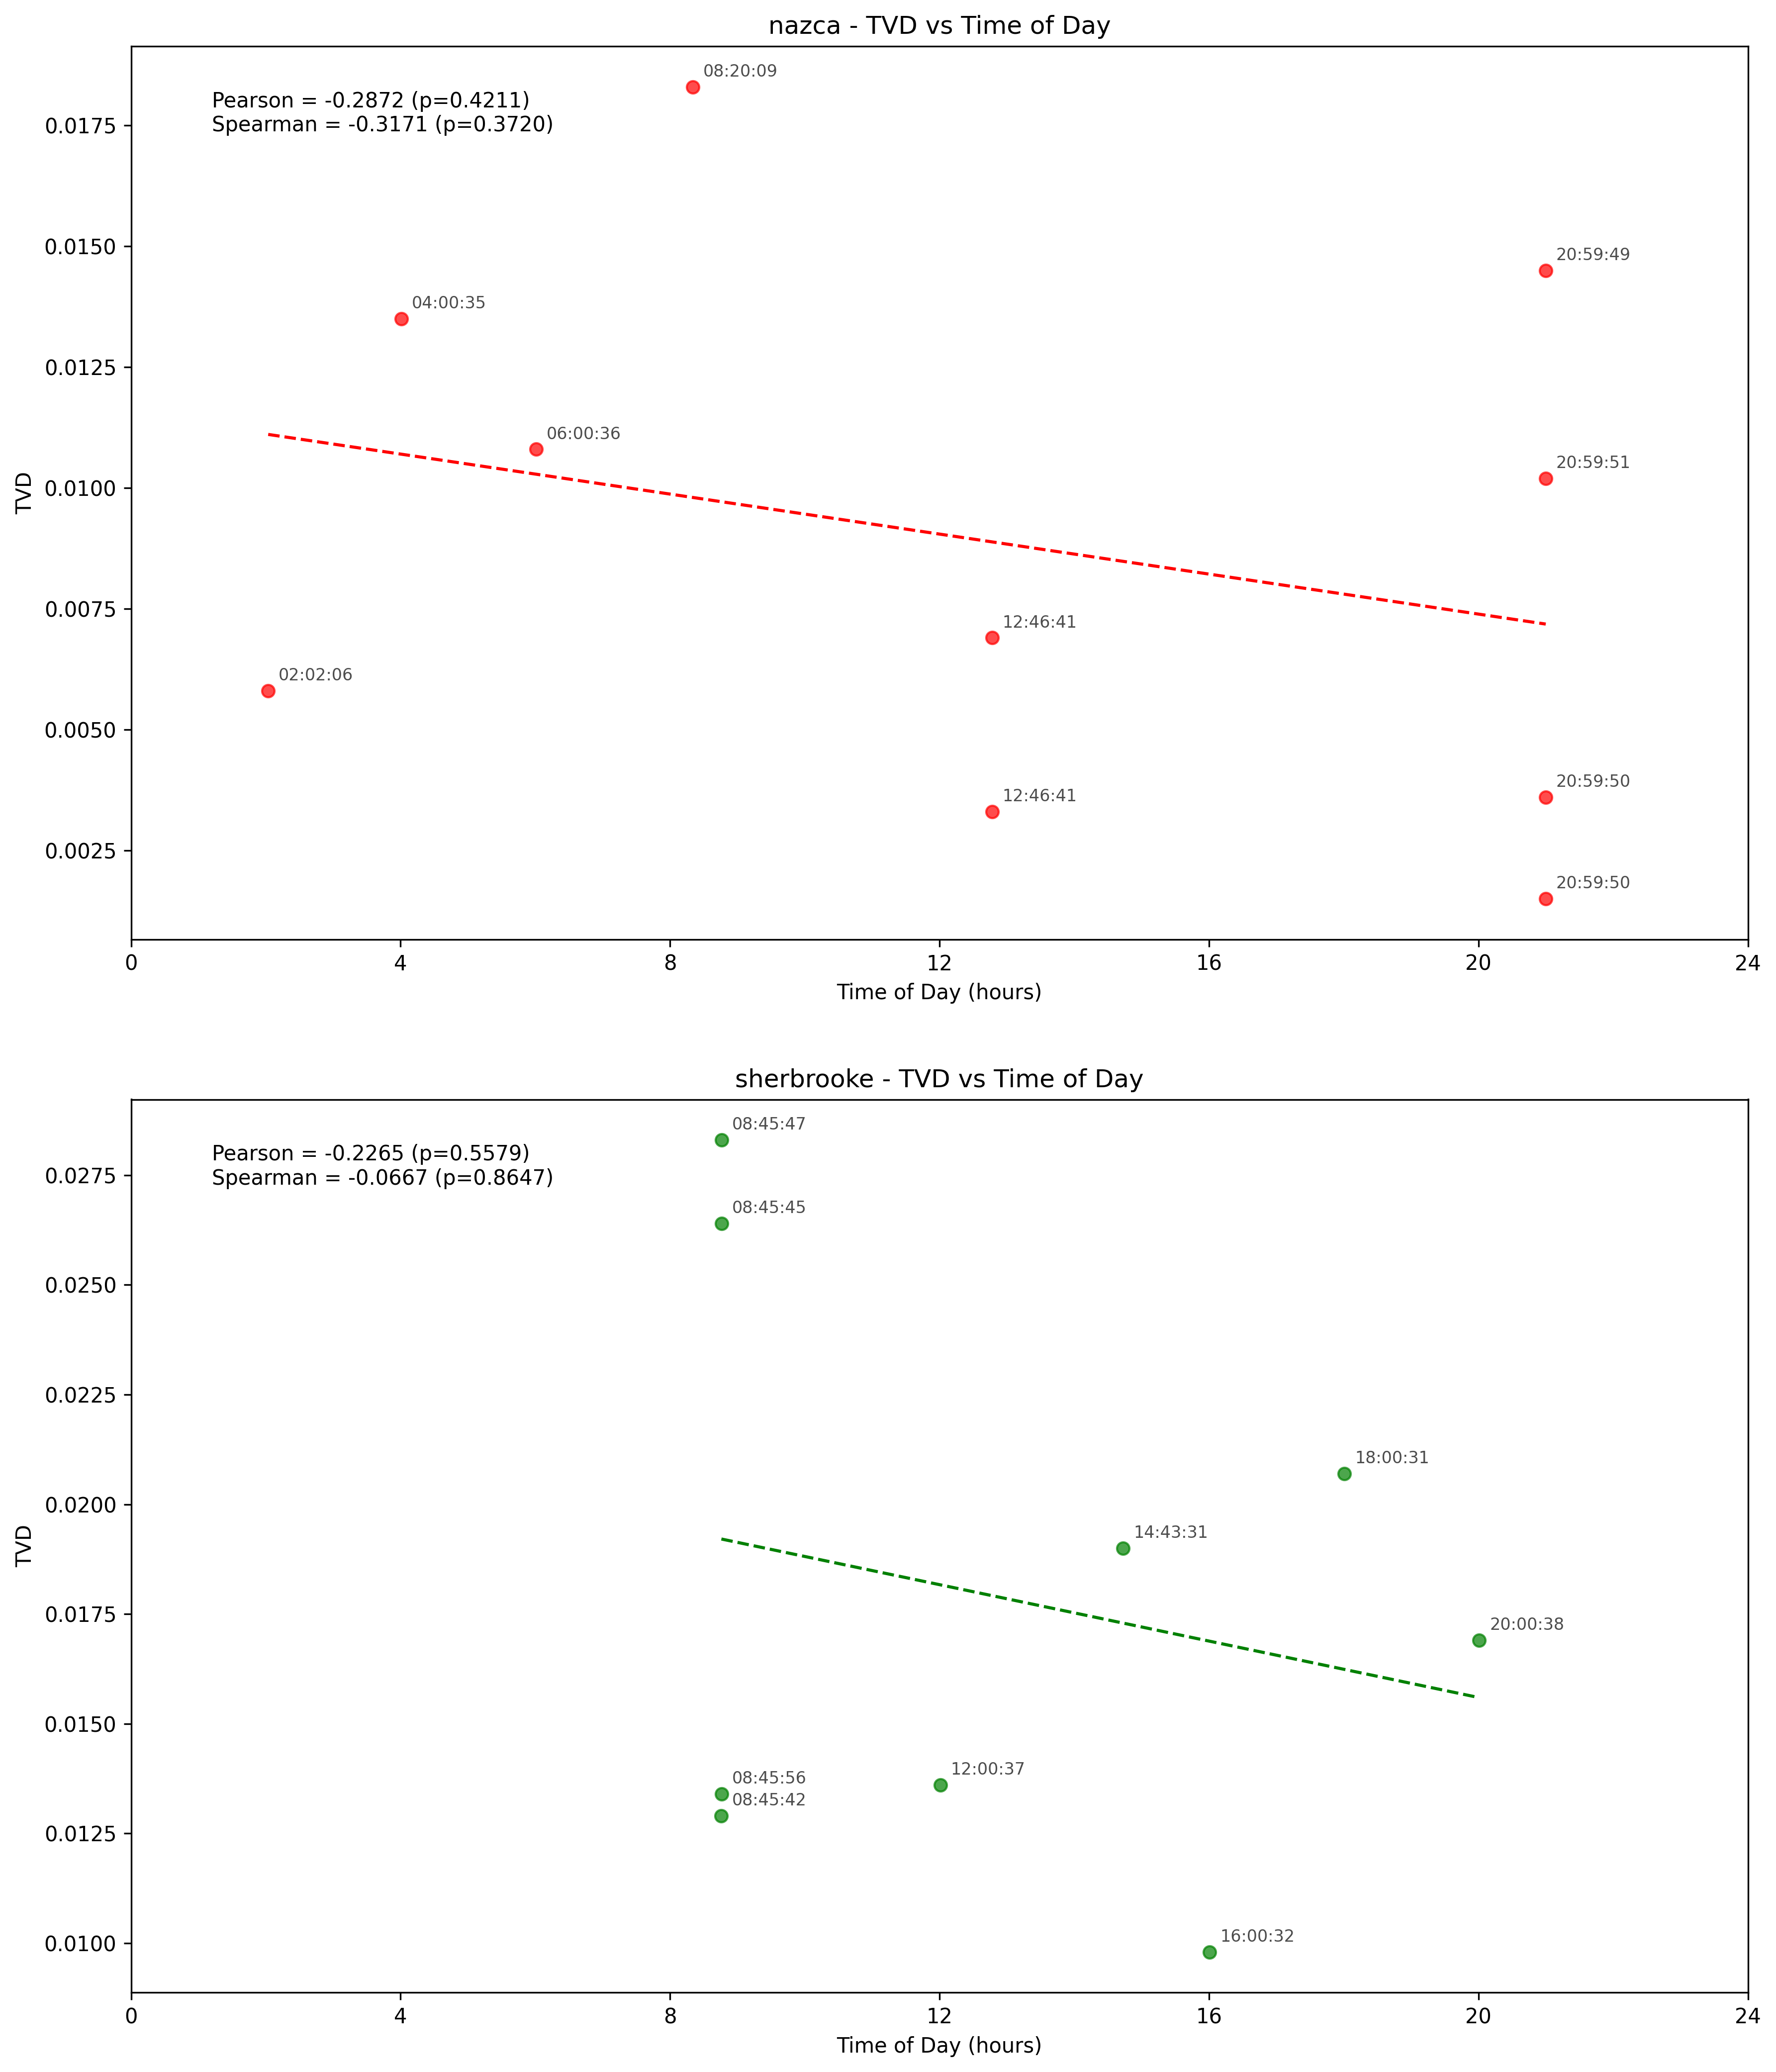 nazca - TVD vs Time of Day
Pearson = -0.2872 (p=0.4211)
Spearman = -0.3171 (p=0.3720)
08:20:09
0.0175
0.0150
20:59:49
04:00:35
0.0125
06:00:36
20:59:51
0.0100
TVD
0.0075
12:46:41
02:02:06
0.0050
20:59:50
12:46:41
0.0025
20:59:50
0 4 8 12 16 20 24
Time of Day (hours)
sherbrooke - TVD vs Time of Day
08:45:47
Pearson = -0.2265 (p=0.5579)
Spearman = -0.0667 (p=0.8647)
0.0275
08:45:45
0.0250
0.0225
18:00:31
0.0200
14:43:31
TVD
0.0175
20:00:38
0.0150
08:45:56
12:00:37
08:45:42
0.0125
0.0100
16:00:32
0 4 8 12 16 20 24
Time of Day (hours)